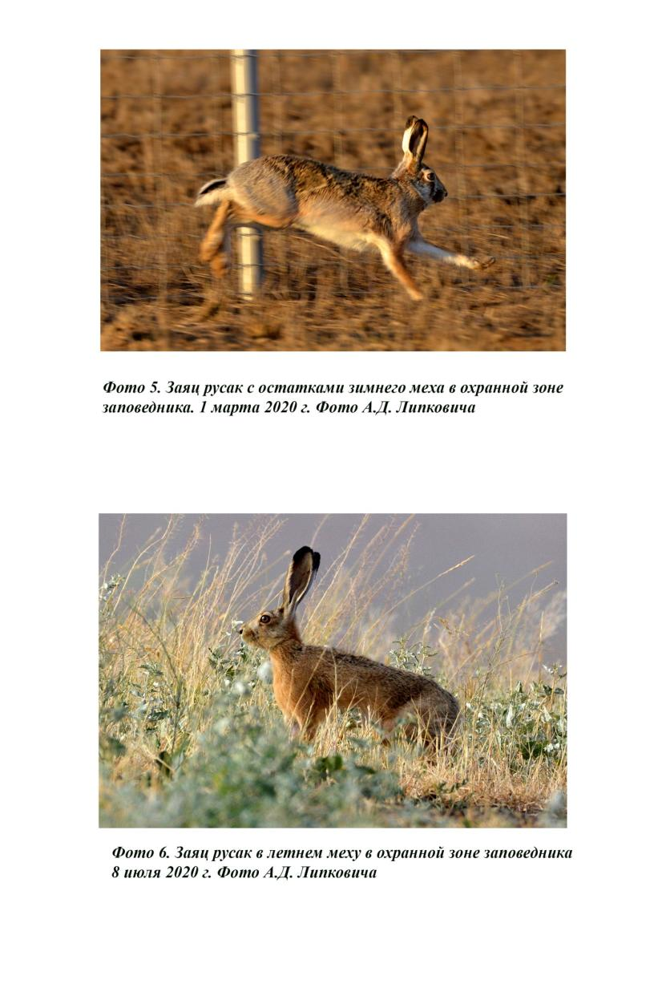 Фото 5. Заяц русак с остатками зимнего меха в охранной зоне
заповедника. 1 марта 2020 г. Фото А.Д. Липковича
Фото 6. Заяц русак в летнем меху в охранной зоне заповедника
8 июля 2020 г. Фото А.Д. Липковича